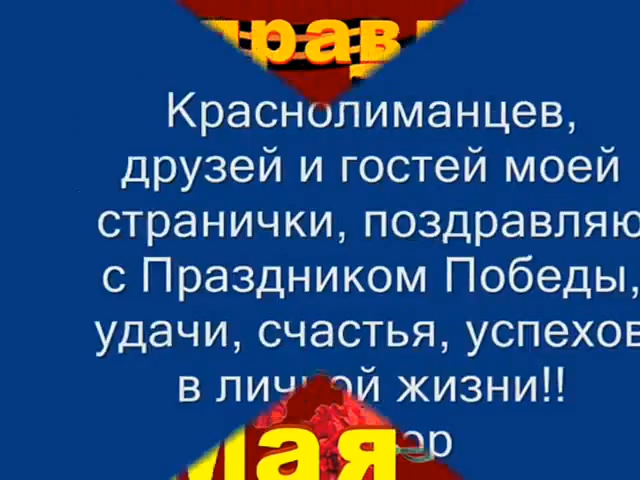 Краснолиманцев,
друзей и гостей моей
странички, поздравляю
с Праздником Победы,
удачи, счастья, успехов
в личной жизни!!
Мая